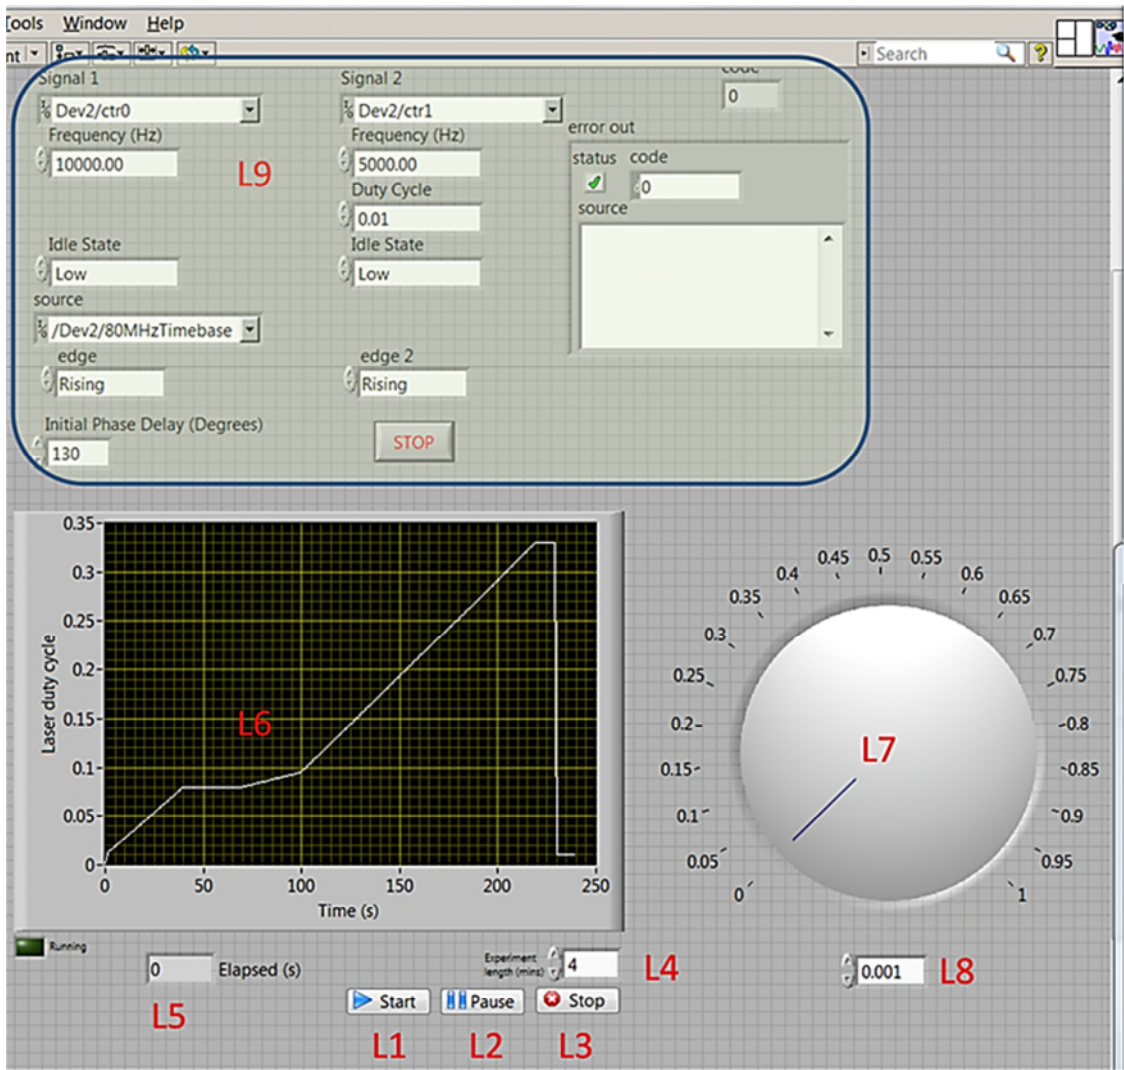 Tools Window Help
nt Search ?
Signal 1 Signal 2 code
Dev2/ctr0 Dev2/ctr1 0
Frequency (Hz) Frequency (Hz) error out
10000.00 L9 5000.00 status code
Duty Cycle 0
0.01 source
Idle State Idle State
Low Low
source
/Dev2/80MHzTimebase
edge edge 2
Rising Rising
Initial Phase Delay (Degrees)
130 STOP
Laser duty cycle
0.35
0.3
0.25
0.2
0.15
0.1
0.05
0
L6
0 50 100 150 200 250
Time (s)
0 0.05 0.1 0.15 0.2 0.25 0.3 0.35 0.4 0.45 0.5 0.55 0.6 0.65 0.7 0.75 0.8 0.85 0.9 0.95 1
L7
Running
0 Elapsed (s)
L5
Experiment
length (mins) 4 L4
0.001 L8
Start Pause Stop
L1 L2 L3